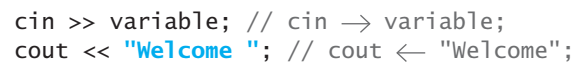 cin >> variable; // cin → variable;
cout << "Welcome "; // cout ← "Welcome";